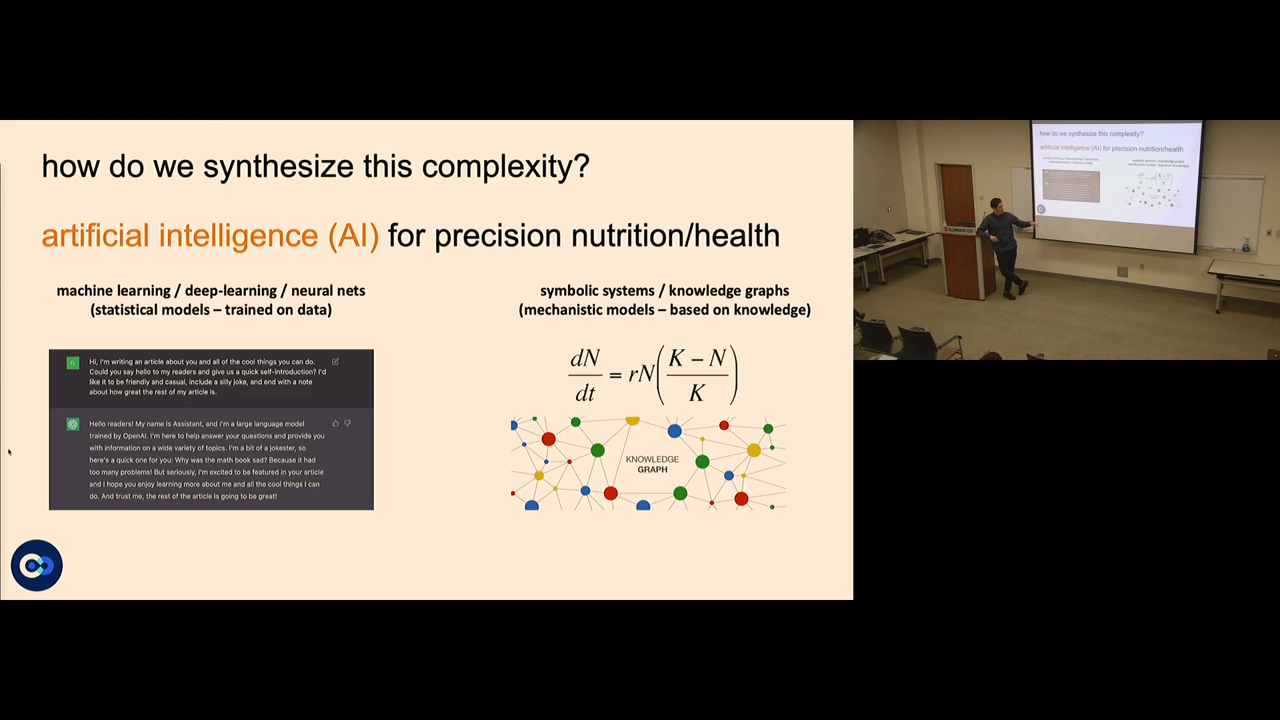 how do we synthesize this complexity?
artificial intelligence (AI) for precision nutrition/health
machine learning / deep-learning / neural nets
(statistical models – trained on data)
Hi, I'm writing an article about you and all of the cool things you can do.
Could you say hello to my readers and give us a quick self-introduction? I'd
like it to be friendly and casual, include a silly joke, and end with a note
about how great the rest of my article is.
Hello readers! My name is Assistant, and I'm a large language model
trained by OpenAI. I'm here to help answer your questions and provide you
with information on a wide variety of topics. I'm a bit of a jokester, so
here's a quick one for you: Why was the math book sad? Because it had
too many problems! But seriously, I'm excited to be featured in your article
and I hope you enjoy learning more about me and all the cool things I can
do. And trust me, the rest of the article is going to be great!
symbolic systems / knowledge graphs
(mechanistic models – based on knowledge)
dN/dt = rN((K – N)/K)
KNOWLEDGE
GRAPH
how do we synthesize this complexity?
artificial intelligence (AI) for precision nutrition/health
symbolic systems / knowledge graphs
ILLINOIS